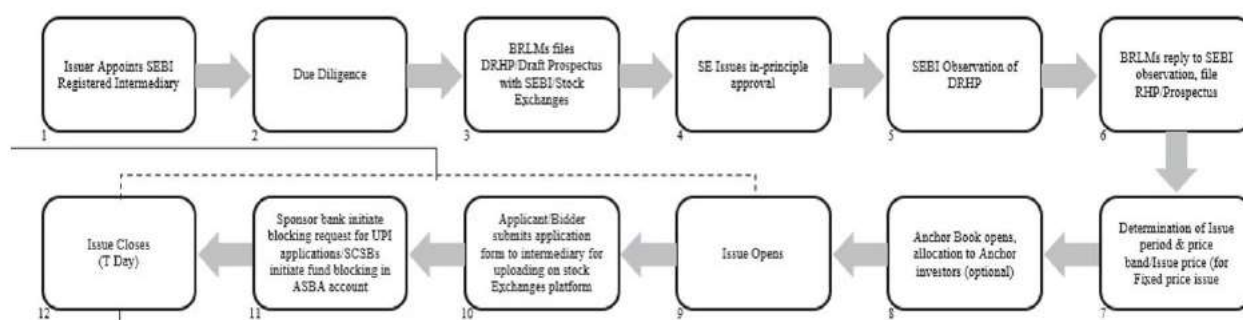 Issuer Appoints SEBI
Registered Intermediary
1
Due Diligence
2
BRLMs files
DRHP/Draft Prospectus
with SEBI/Stock
Exchanges
3
SE Issues in-principle
approval
4
SEBI Observation of
DRHP
5
BRLMs reply to SEBI
observation, file
RHP/Prospectus
6
Determination of Issue
period & price
band/Issue price (for
Fixed price issue
7
Anchor Book opens,
allocation to Anchor
investors (optional)
8
Issue Opens
9
Applicant/Bidder
submits application
form to intermediary for
uploading on stock
Exchanges platform
10
Sponsor bank initiate
blocking request for UPI
applications/SCSBs
initiate fund blocking in
ASBA account
11
Issue Closes
(T Day)
12